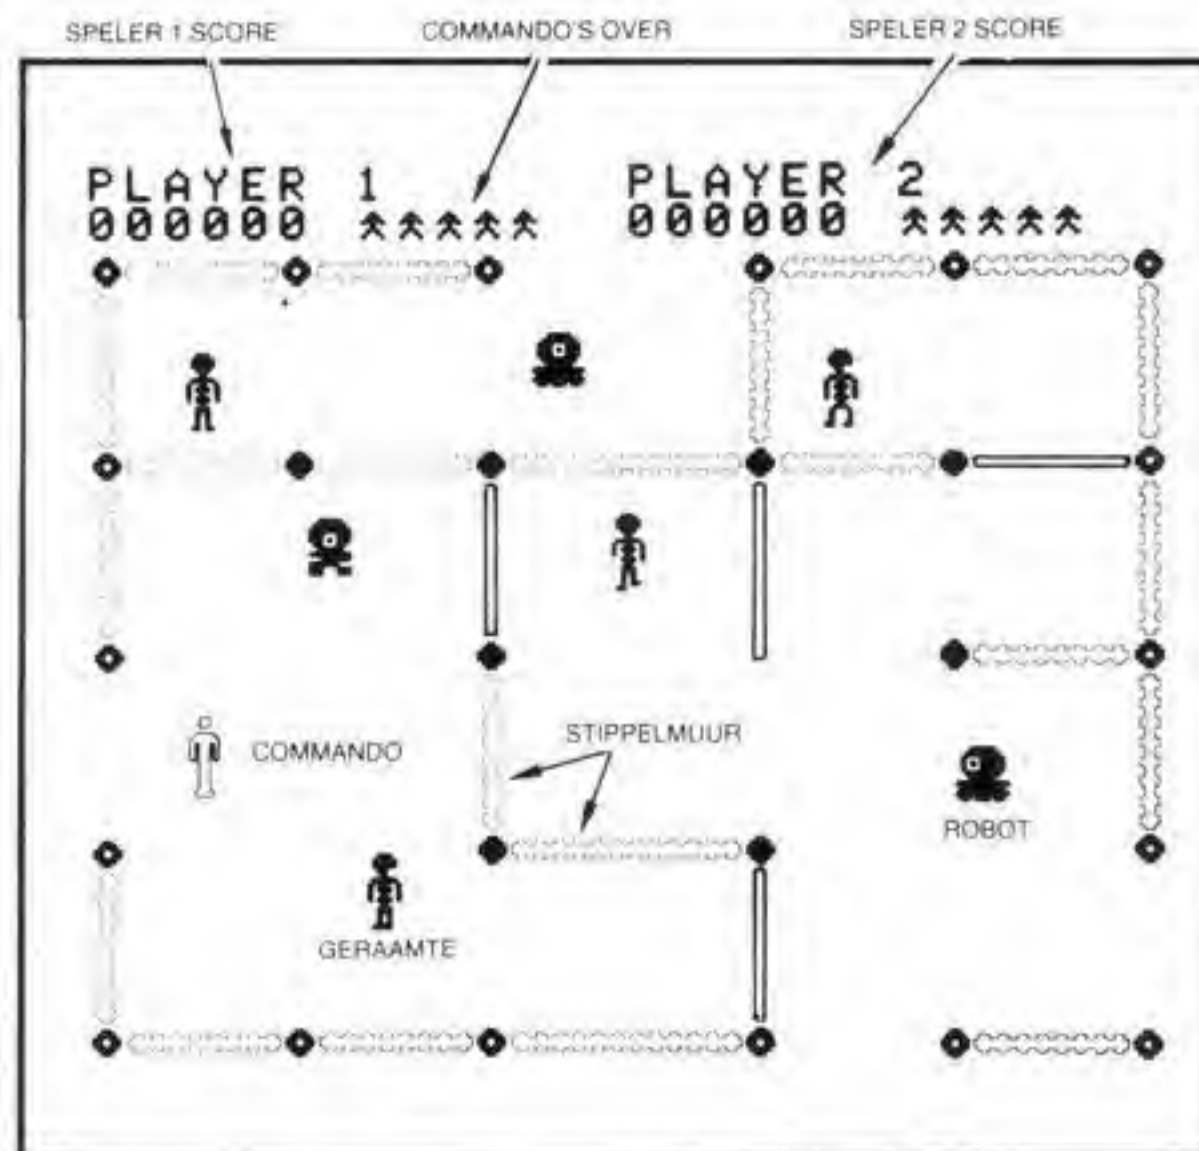 SPELER 1 SCORE COMMANDO'S OVER SPELER 2 SCORE
PLAYER 1 PLAYER 2
000000 000000
COMMANDO
STIPPELMUUR
ROBOT
GERAAMTE